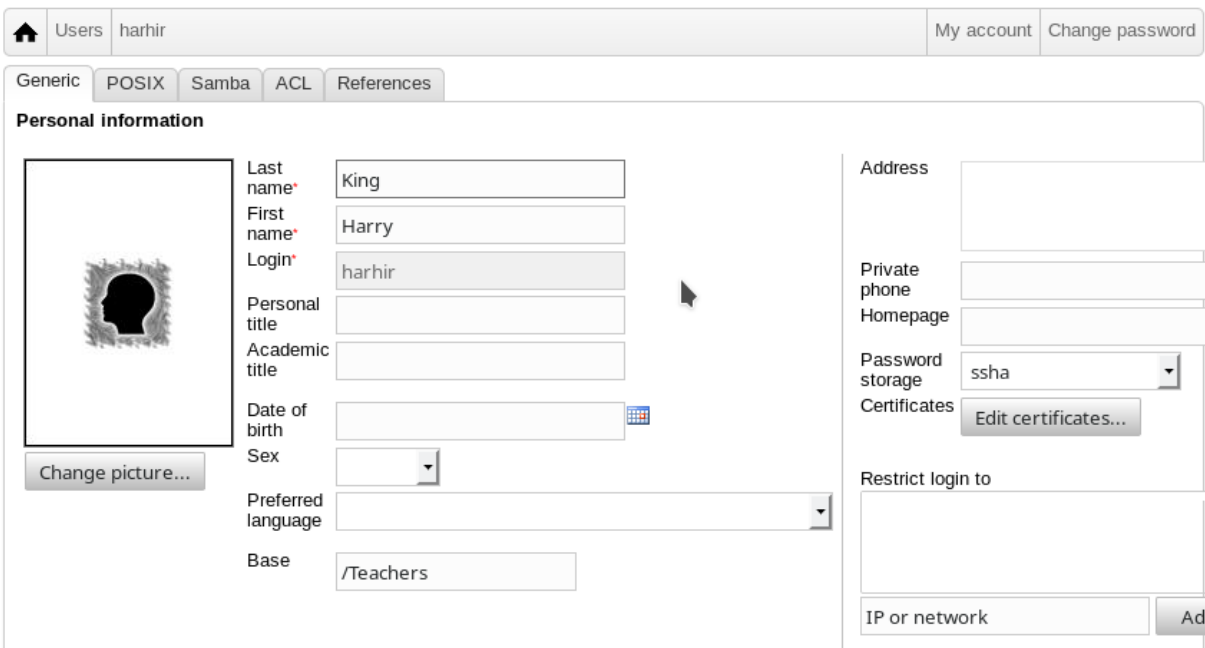 Users harhir My account Change password
Generic POSIX Samba ACL References
Personal information
Last
name*
King
First
name*
Harry
Login*
harhir
Personal
title
Academic
title
Date of
birth
Sex
Preferred
language
Base
/Teachers
Change picture...
Address
Private
phone
Homepage
Password
storage
ssha
Certificates
Edit certificates...
Restrict login to
IP or network
Ad